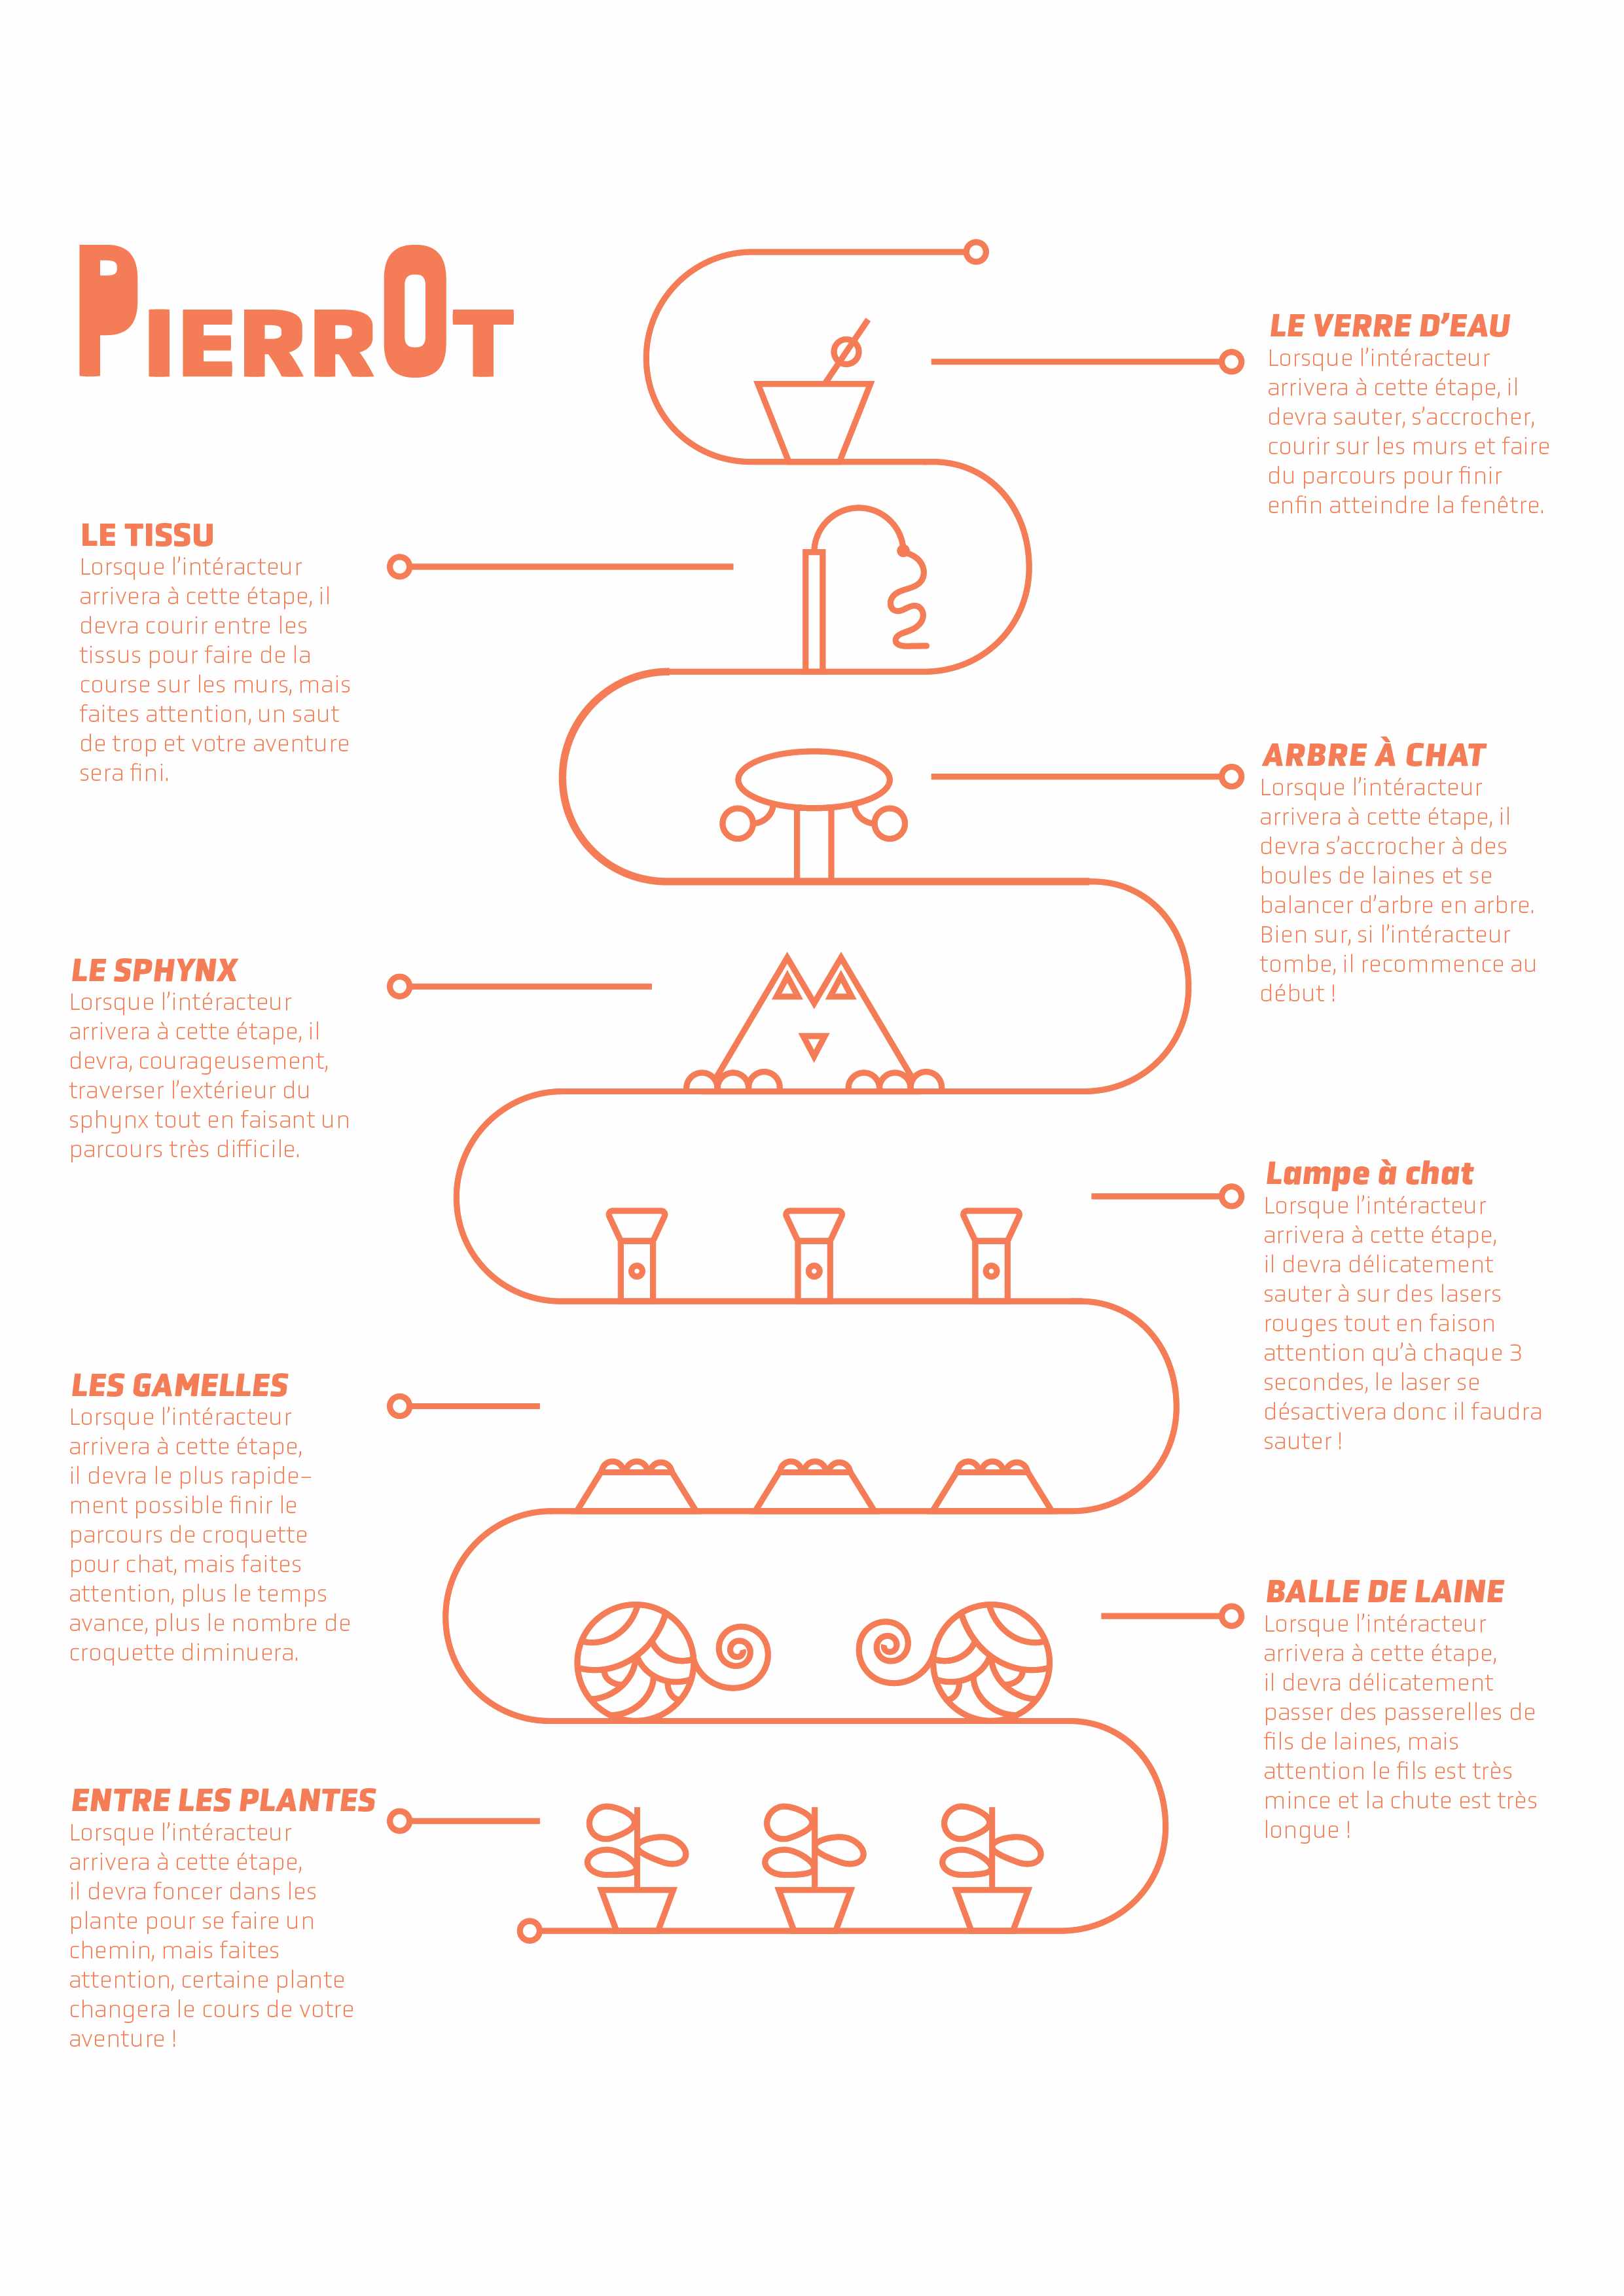 PIERROT
LE VERRE D’EAU
Lorsque l’intéracteur
arrivera à cette étape, il
devra sauter, s’accrocher,
courir sur les murs et faire
du parcours pour finir
enfin atteindre la fenêtre.
LE TISSU
Lorsque l’intéracteur
arrivera à cette étape, il
devra courir entre les
tissus pour faire de la
course sur les murs, mais
faites attention, un saut
de trop et votre aventure
sera fini.
ARBRE À CHAT
Lorsque l’intéracteur
arrivera à cette étape, il
devra s’accrocher à des
boules de laines et se
balancer d’arbre en arbre.
Bien sur, si l’intéracteur
tombe, il recommence au
début !
LE SPHYNX
Lorsque l’intéracteur
arrivera à cette étape, il
devra, courageusement,
traverser l’extérieur du
sphynx tout en faisant un
parcours très difficile.
Lampe à chat
Lorsque l’intéracteur
arrivera à cette étape,
il devra délicatement
sauter à sur des lasers
rouges tout en faison
attention qu’à chaque 3
secondes, le laser se
désactivera donc il faudra
sauter !
LES GAMELLES
Lorsque l’intéracteur
arrivera à cette étape,
il devra le plus rapide-
ment possible finir le
parcours de croquette
pour chat, mais faites
attention, plus le temps
avance, plus le nombre de
croquette diminuera.
BALLE DE LAINE
Lorsque l’intéracteur
arrivera à cette étape,
il devra délicatement
passer des passerelles de
fils de laines, mais
attention le fils est très
mince et la chute est très
longue !
ENTRE LES PLANTES
Lorsque l’intéracteur
arrivera à cette étape,
il devra foncer dans les
plante pour se faire un
chemin, mais faites
attention, certaine plante
changera le cours de votre
aventure !